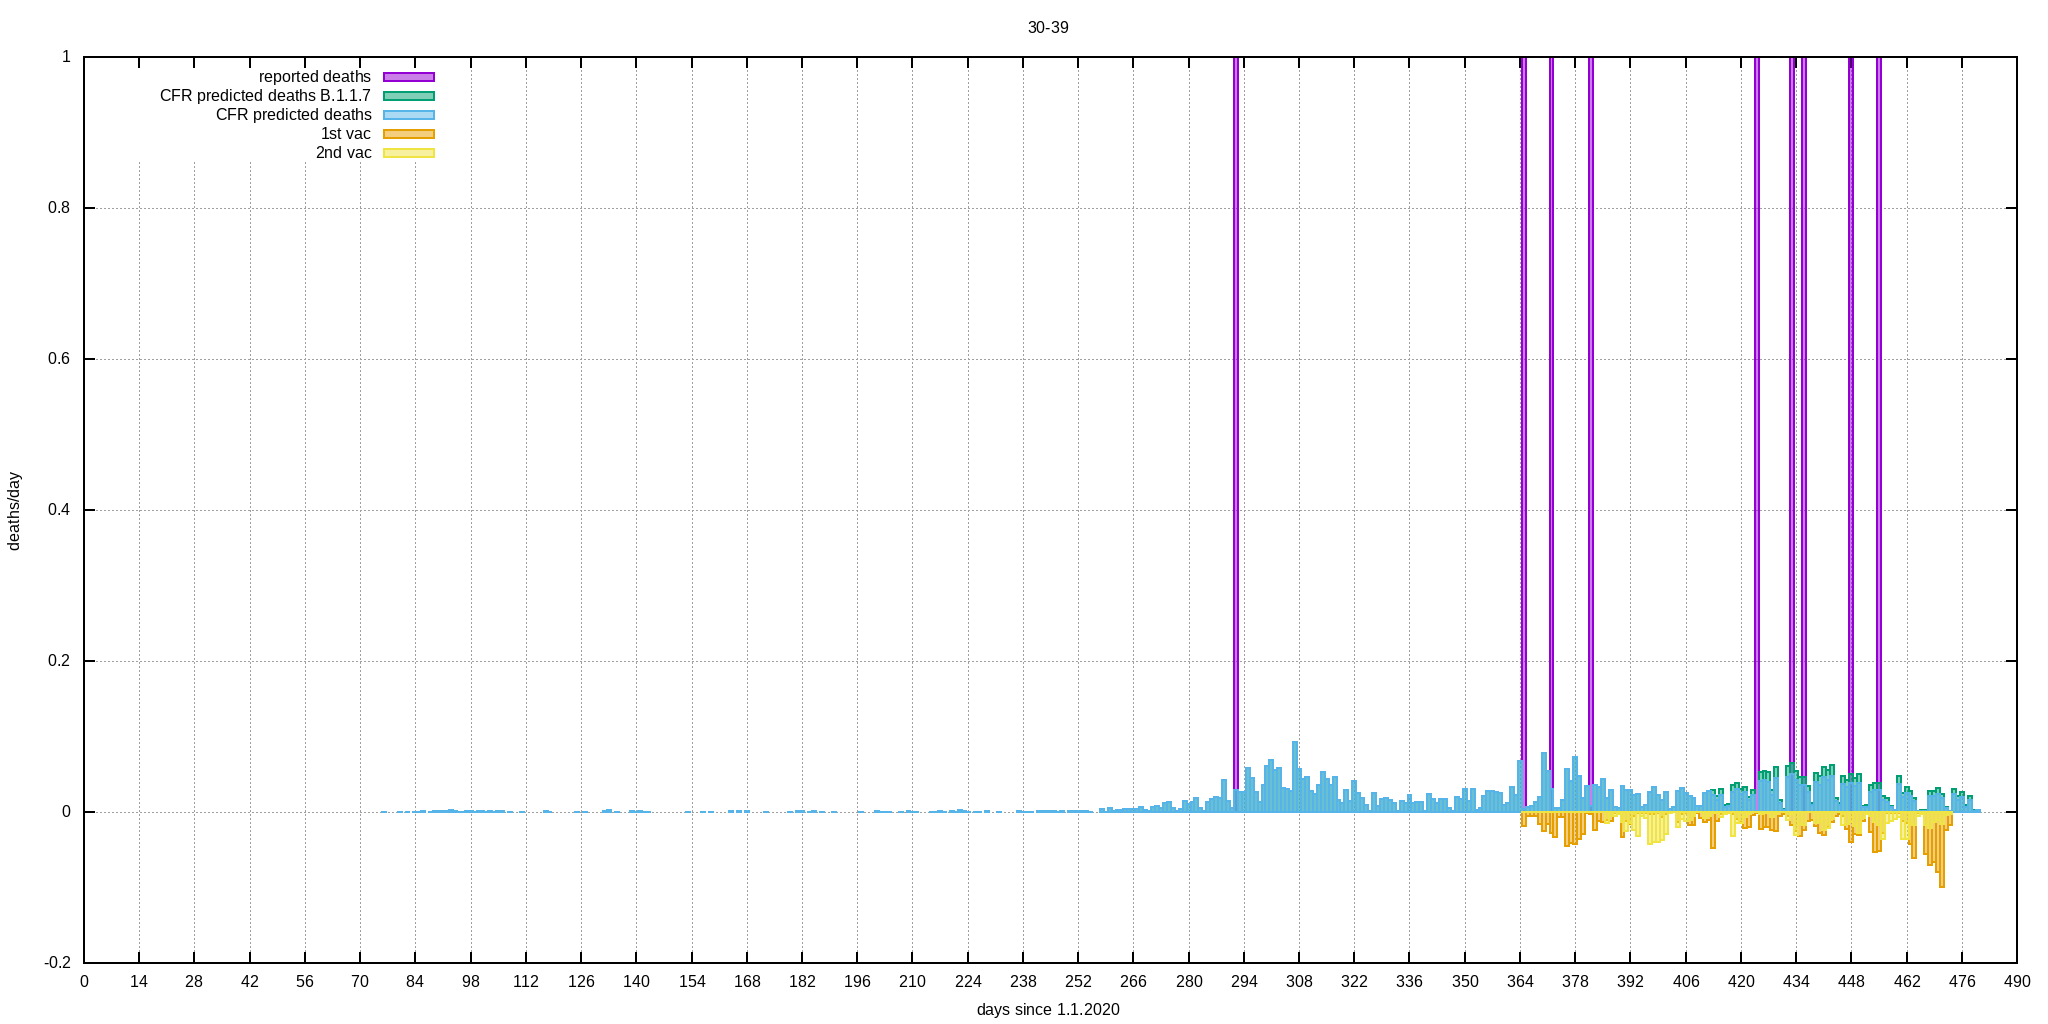 30-39
1
reported deaths
CFR predicted deaths B.1.1.7
CFR predicted deaths
1st vac
2nd vac
0.8
0.6
0.4
0.2
0
-0.2
deaths/day
0 14 28 42 56 70 84 98 112 126 140 154 168 182 196 210 224 238 252 266 280 294 308 322 336 350 364 378 392 406 420 434 448 462 476 490
days since 1.1.2020